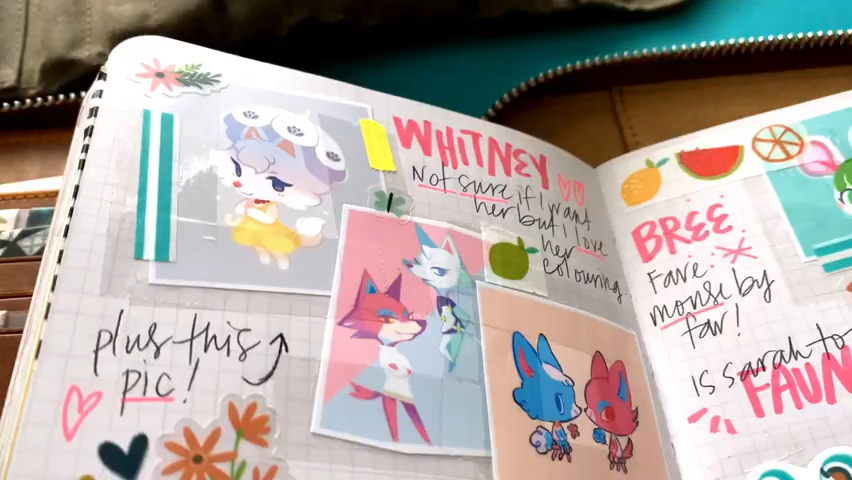 WHITNEY
Not sure if I want
her but I love
her
colouring
plus this
pic!
BREE
Fave
mouse by
far!
is sarah to
FAUN